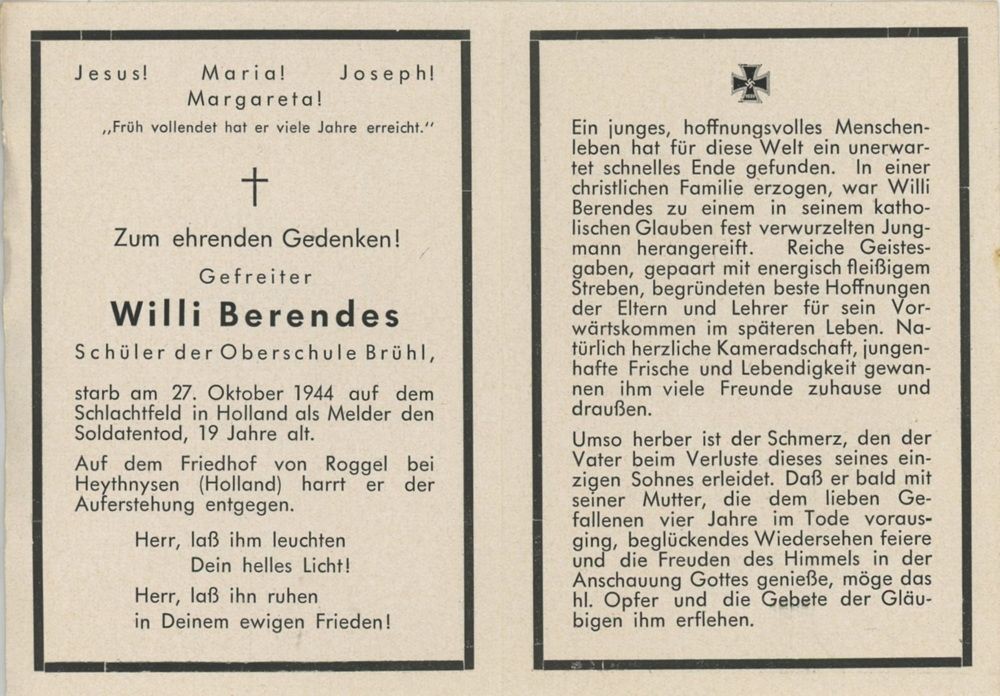 Jesus! Maria! Joseph!
Margareta!
„Früh vollendet hat er viele Jahre erreicht."
Zum ehrenden Gedenken!
Gefreiter
Willi Berendes
Schüler der Oberschule Brühl,
starb am 27. Oktober 1944 auf dem
Schlachtfeld in Holland als Melder den
Soldatentod, 19 Jahre alt.
Auf dem Friedhof von Roggel bei
Heythnysen (Holland) harrt er der
Auferstehung entgegen.
Herr, laß ihm leuchten
Dein helles Licht!
Herr, laß ihn ruhen
in Deinem ewigen Frieden!
Ein junges, hoffnungsvolles Menschen-
leben hat für diese Welt ein unerwar-
tet schnelles Ende gefunden. In einer
christlichen Familie erzogen, war Willi
Berendes zu einem in seinem katho-
lischen Glauben fest verwurzelten Jung-
mann herangereift. Reiche Geistes-
gaben, gepaart mit energisch fleißigem
Streben, begründeten beste Hoffnungen
der Eltern und Lehrer für sein Vor-
wärtskommen im späteren Leben. Na-
türlich herzliche Kameradschaft, jungen-
hafte Frische und Lebendigkeit gewan-
nen ihm viele Freunde zuhause und
draußen.
Umso herber ist der Schmerz, den der
Vater beim Verluste dieses seines ein-
zigen Sohnes erleidet. Daß er bald mit
seiner Mutter, die dem lieben Ge-
fallenen vier Jahre im Tode voraus-
ging, beglückendes Wiedersehen feiere
und die Freuden des Himmels in der
Anschauung Gottes genieße, möge das
hl. Opfer und die Gebete der Gläu-
bigen ihm erflehen.